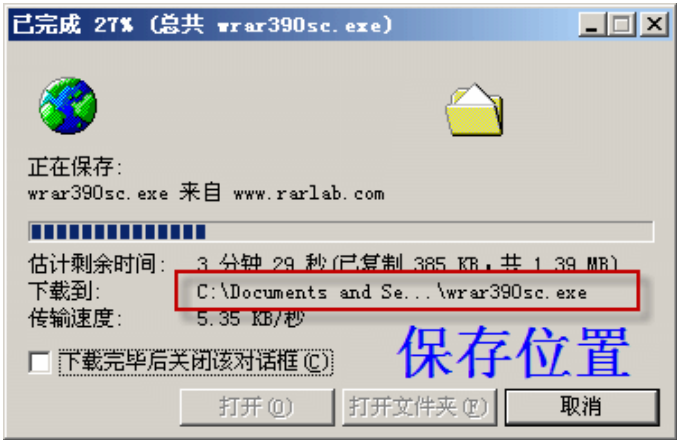 已完成 27% (总共 wrar390sc.exe)
正在保存:
wrar390sc.exe 来自 www.rarlab.com
估计剩余时间: 3 分钟 29 秒(已复制 385 KB，共 1.39 MB)
下载到: C:\Documents and Se...\wrar390sc.exe
传输速度: 5.35 KB/秒
保存位置
下载完毕后关闭该对话框(C)
打开(O) 打开文件夹(F) 取消